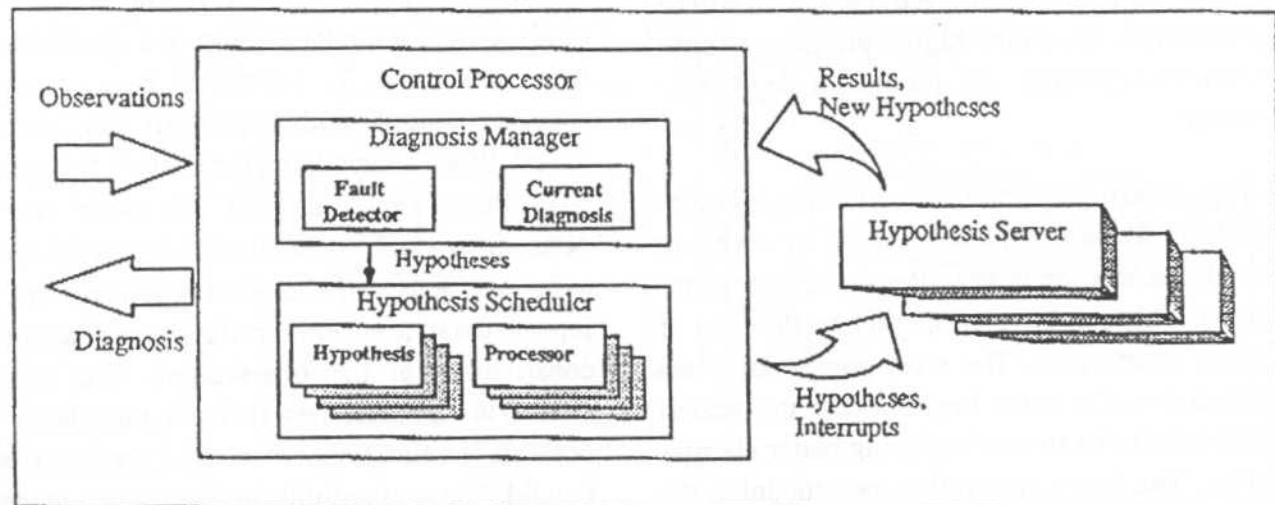 Control Processor
Observations
Diagnosis Manager
Fault
Detector
Current
Diagnosis
Hypotheses
Hypothesis Scheduler
Hypothesis
Processor
Diagnosis
Results,
New Hypotheses
Hypothesis Server
Hypotheses,
Interrupts